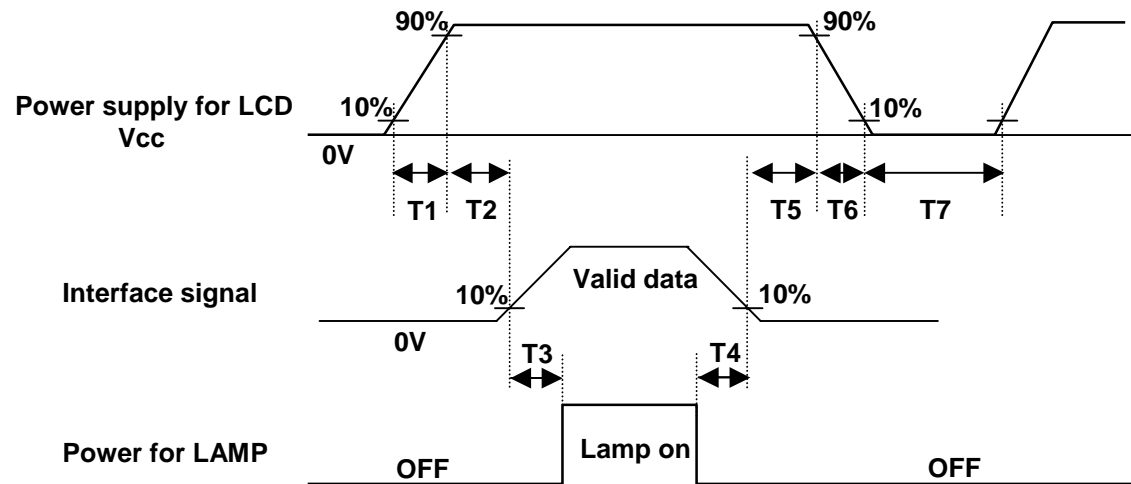 90%
90%
Power supply for LCD
Vcc
10%
10%
0V
T1
T2
T5
T6
T7
Interface signal
10%
Valid data
10%
0V
T3
T4
Power for LAMP
OFF
Lamp on
OFF